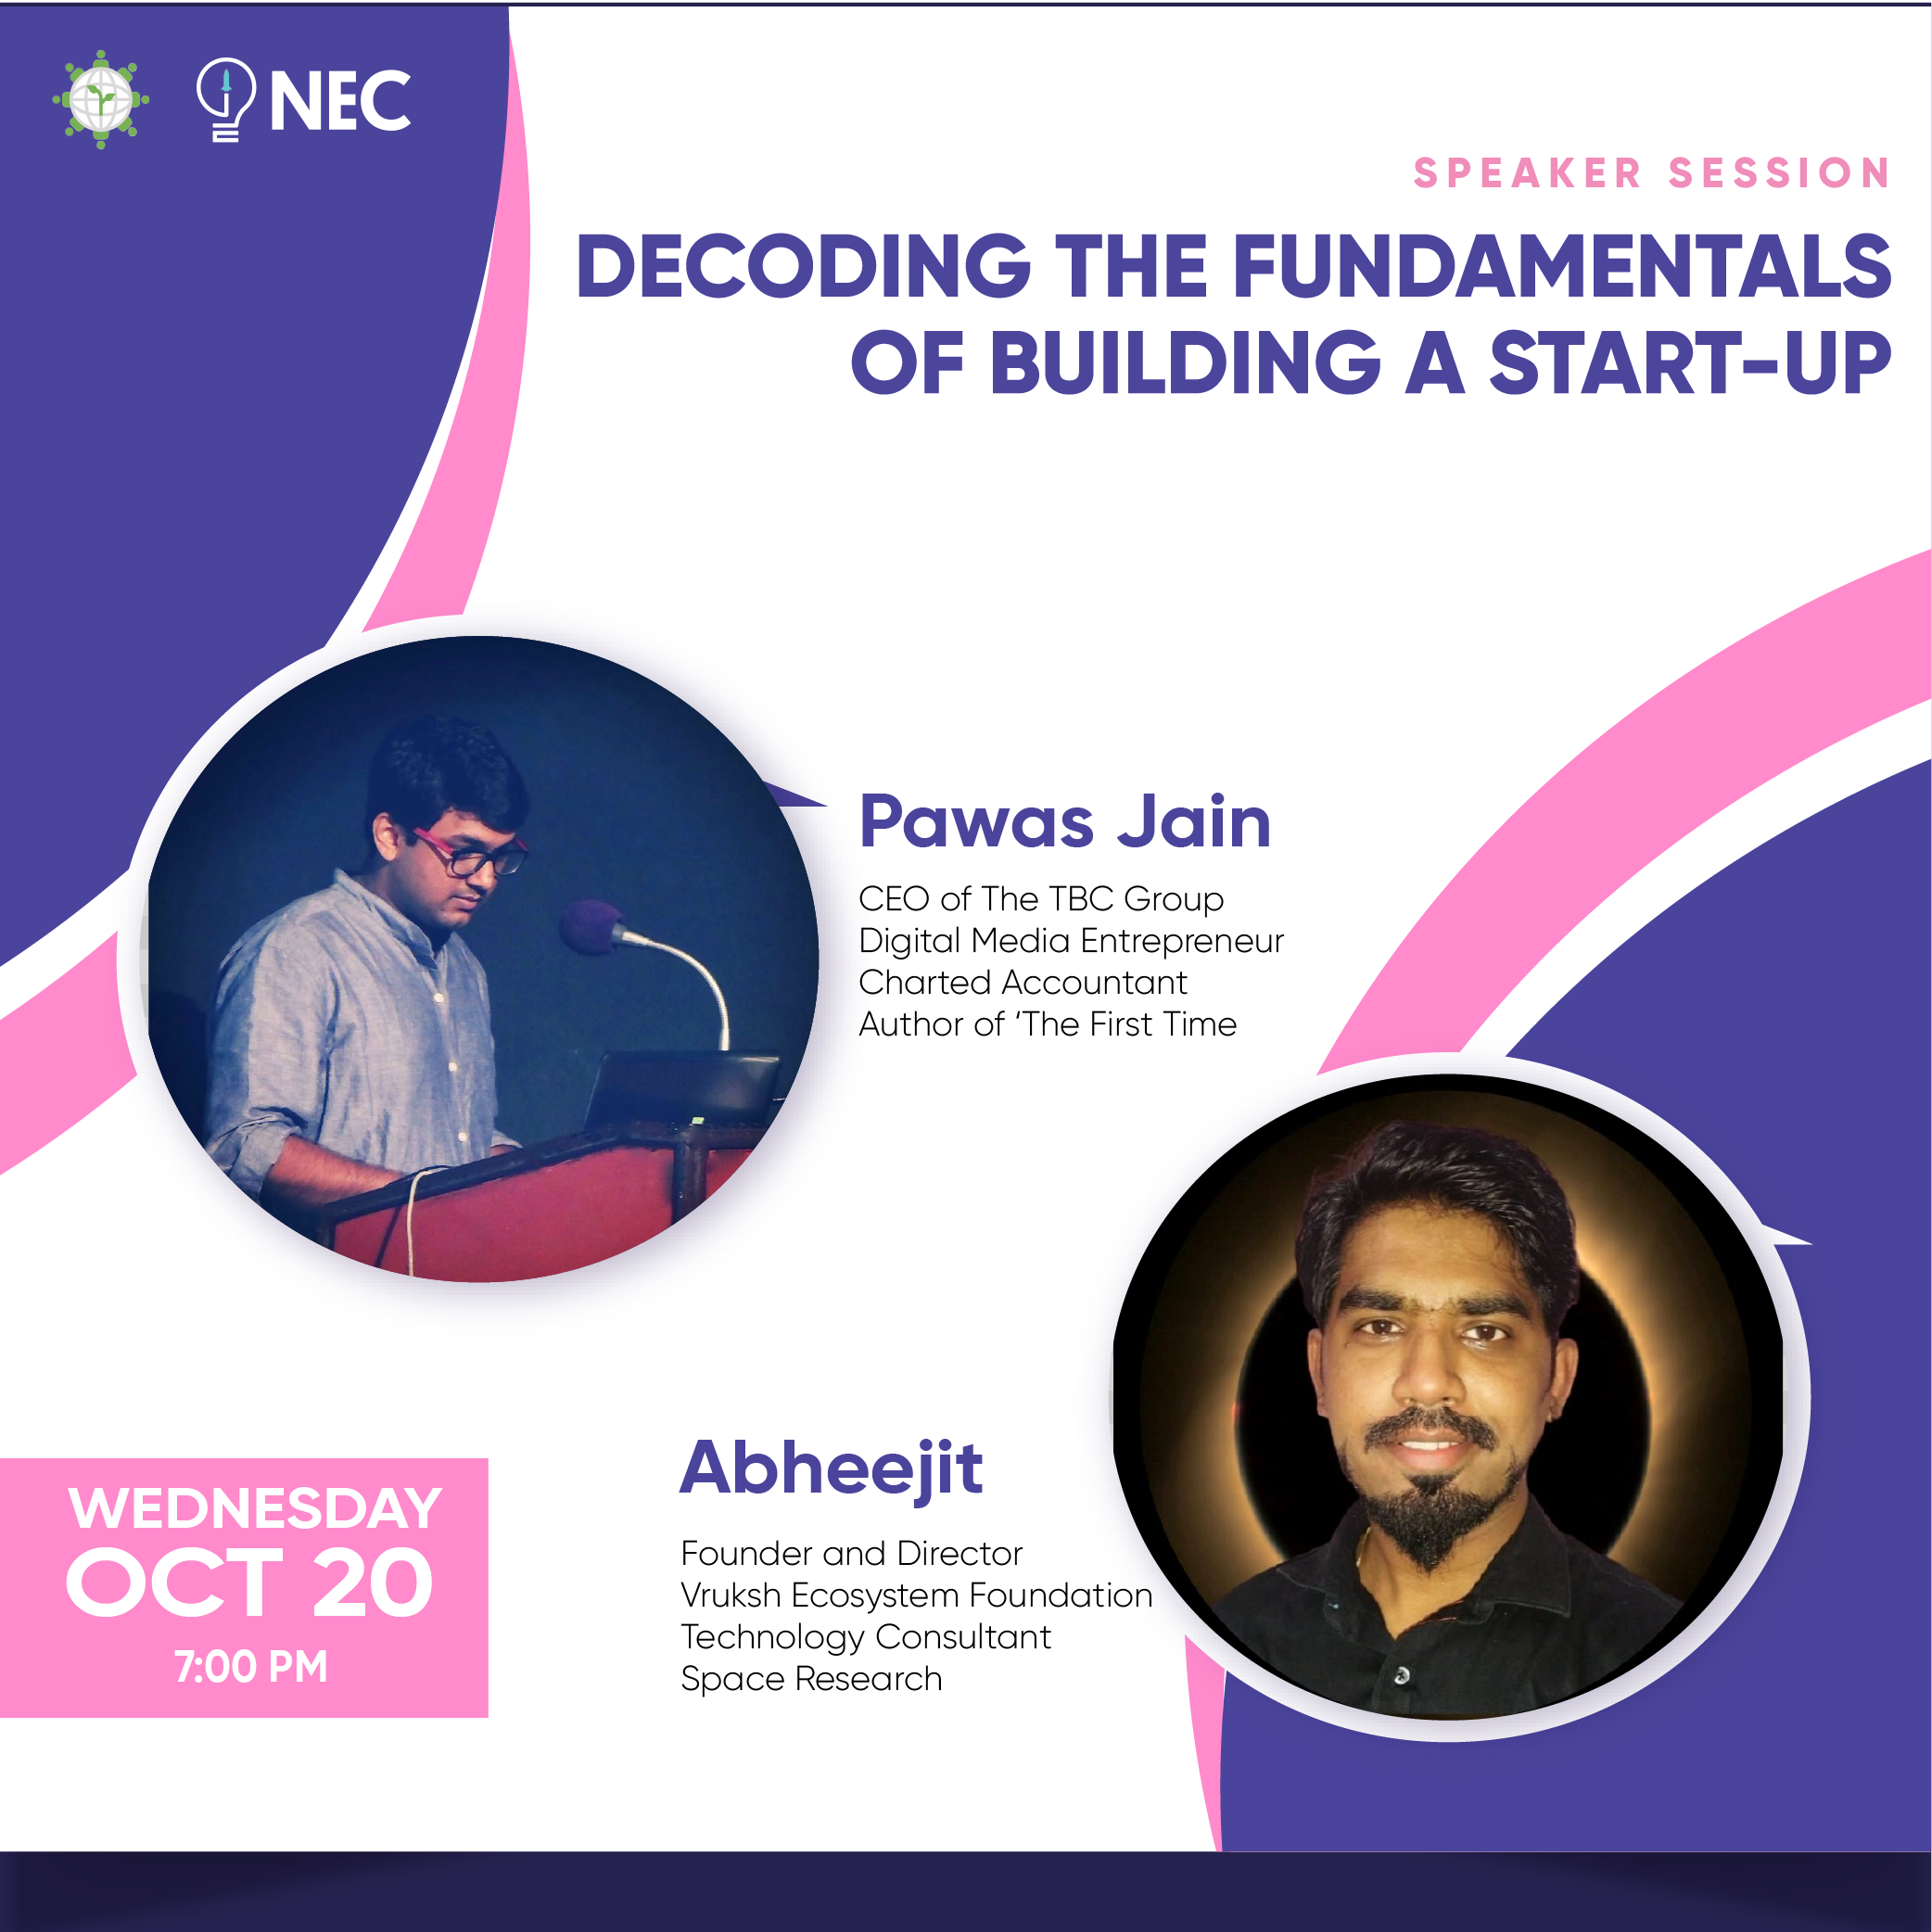 NEC
SPEAKER SESSION
DECODING THE FUNDAMENTALS
OF BUILDING A START-UP
Pawas Jain
CEO of The TBC Group
Digital Media Entrepreneur
Charted Accountant
Author of ‘The First Time
Abheejit
Founder and Director
Vruksh Ecosystem Foundation
Technology Consultant
Space Research
WEDNESDAY
OCT 20
7:00 PM